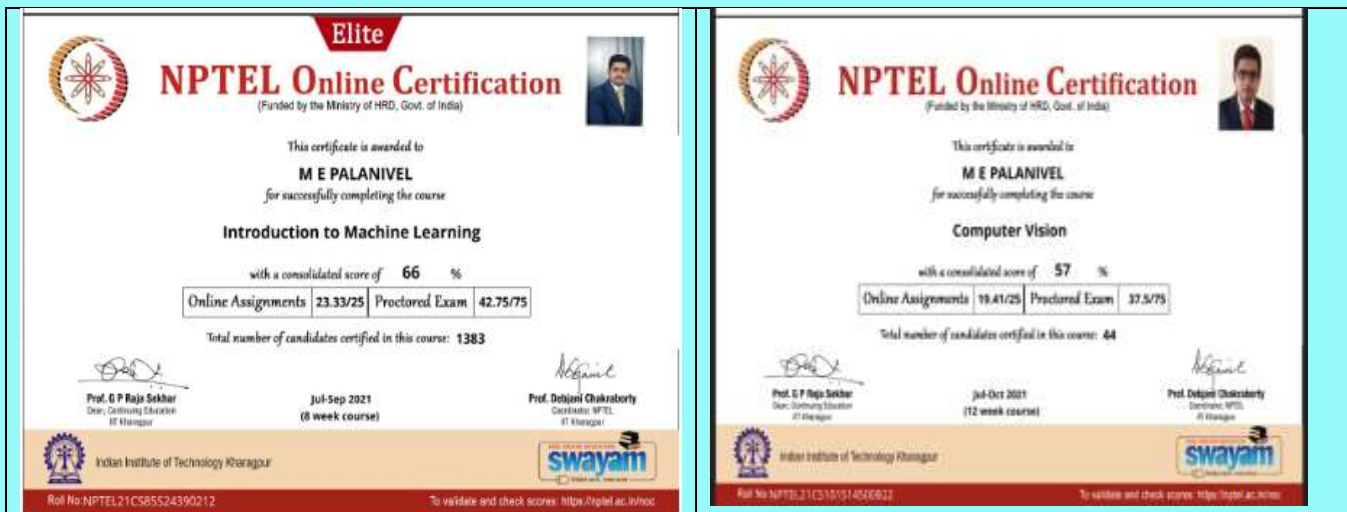 Elite
NPTEL Online Certification
(Funded by the Ministry of HRD, Govt. of India)
This certificate is awarded to
M E PALANIVEL
for successfully completing the course
Introduction to Machine Learning
with a consolidated score of 66 %
Online Assignments 23.33/25 Proctored Exam 42.75/75
Total number of candidates certified in this course: 1383
Prof. G P Raja Sekhar
Dean, Continuing Education
IIT Kharagpur
Jul-Sep 2021
(8 week course)
Prof. Debjani Chakraborty
Coordinator, NPTEL
IIT Kharagpur
Indian Institute of Technology Kharagpur
swayam
Roll No:NPTEL21CS85S24390212
To validate and check scores: https://nptel.ac.in/noc
NPTEL Online Certification
(Funded by the Ministry of HRD, Govt. of India)
This certificate is awarded to
M E PALANIVEL
for successfully completing the course
Computer Vision
with a consolidated score of 57 %
Online Assignments 19.41/25 Proctored Exam 37.5/75
Total number of candidates certified in this course: 44
Prof. G P Raja Sekhar
Dean, Continuing Education
IIT Kharagpur
Jul-Oct 2021
(12 week course)
Prof. Debjani Chakraborty
Coordinator, NPTEL
IIT Kharagpur
Indian Institute of Technology Kharagpur
swayam
Roll No:
To validate and check scores: https://nptel.ac.in/noc